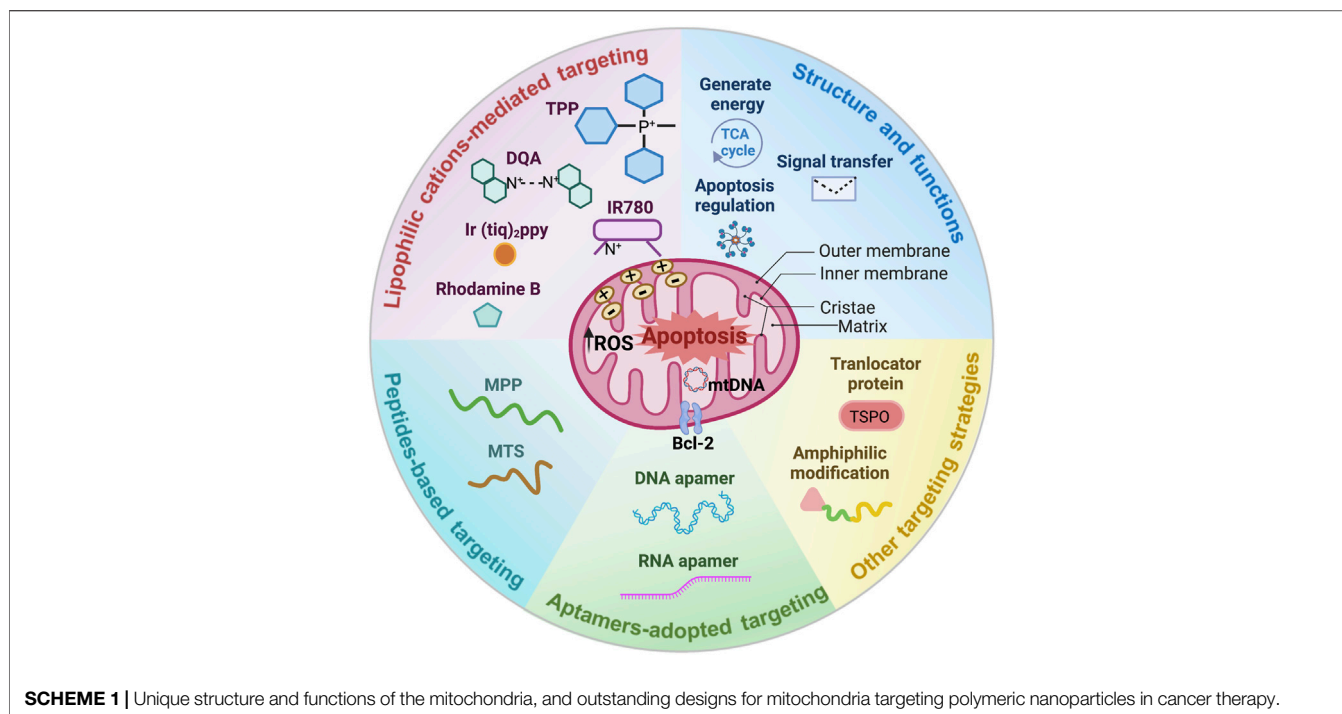 Lipophilic cations-mediated targeting
TPP
P+
DQA
N+
N+
IR780
N+
Ir (tiq)₂ppy
Rhodamine B
Structure and functions
Generate
energy
TCA
cycle
Signal transfer
Apoptosis
regulation
Outer membrane
Inner membrane
Cristae
Matrix
+
+
+
-
-
-
ROS
Apoptosis
mtDNA
Bcl-2
Peptides-based targeting
MPP
MTS
DNA apamer
RNA apamer
Aptamers-adopted targeting
Tranlocator
protein
TSPO
Amphiphilic
modification
Other targeting strategies
SCHEME 1 | Unique structure and functions of the mitochondria, and outstanding designs for mitochondria targeting polymeric nanoparticles in cancer therapy.